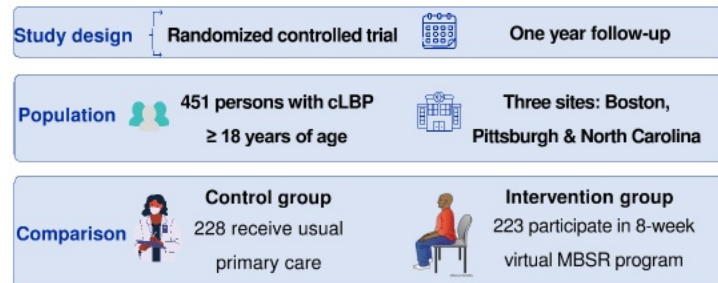 Study design
Randomized controlled trial
One year follow-up
Population
451 persons with cLBP
≥ 18 years of age
Three sites: Boston,
Pittsburgh & North Carolina
Comparison
Control group
228 receive usual
primary care
Intervention group
223 participate in 8-week
virtual MBSR program